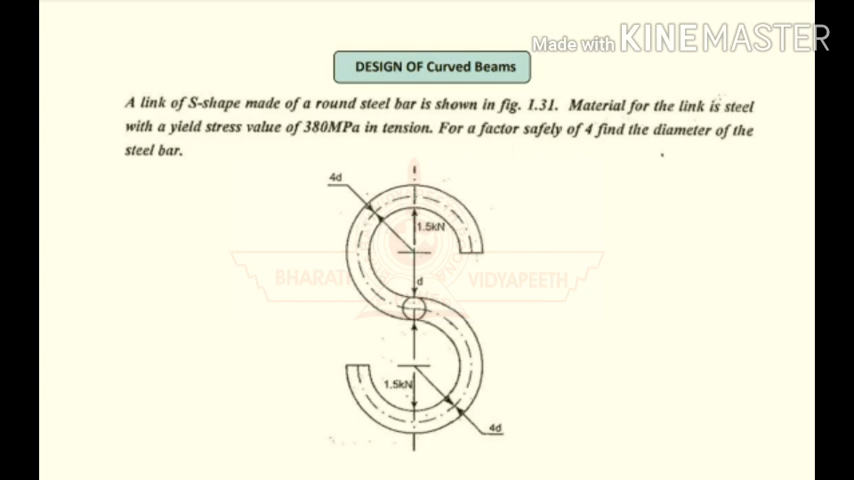 Made with KINEMASTER
DESIGN OF Curved Beams
A link of S-shape made of a round steel bar is shown in fig. 1.31. Material for the link is steel
with a yield stress value of 380MPa in tension. For a factor safely of 4 find the diameter of the
steel bar.
4d
1.5kN
d
BHARATI VIDYAPEETH
1.5kN
4d